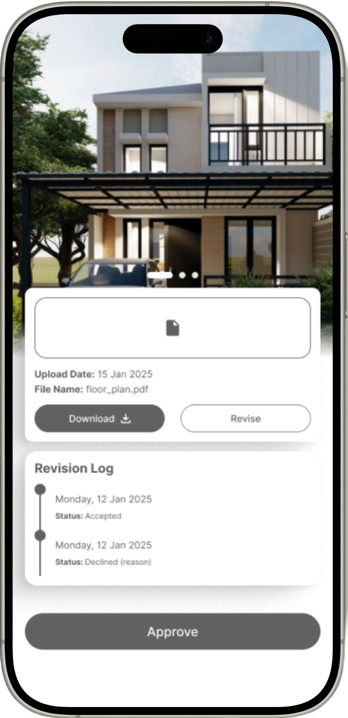 Upload Date: 15 Jan 2025
File Name: floor_plan.pdf
Download
Revise
Revision Log
Monday, 12 Jan 2025
Status: Accepted
Monday, 12 Jan 2025
Status: Declined (reason)
Approve